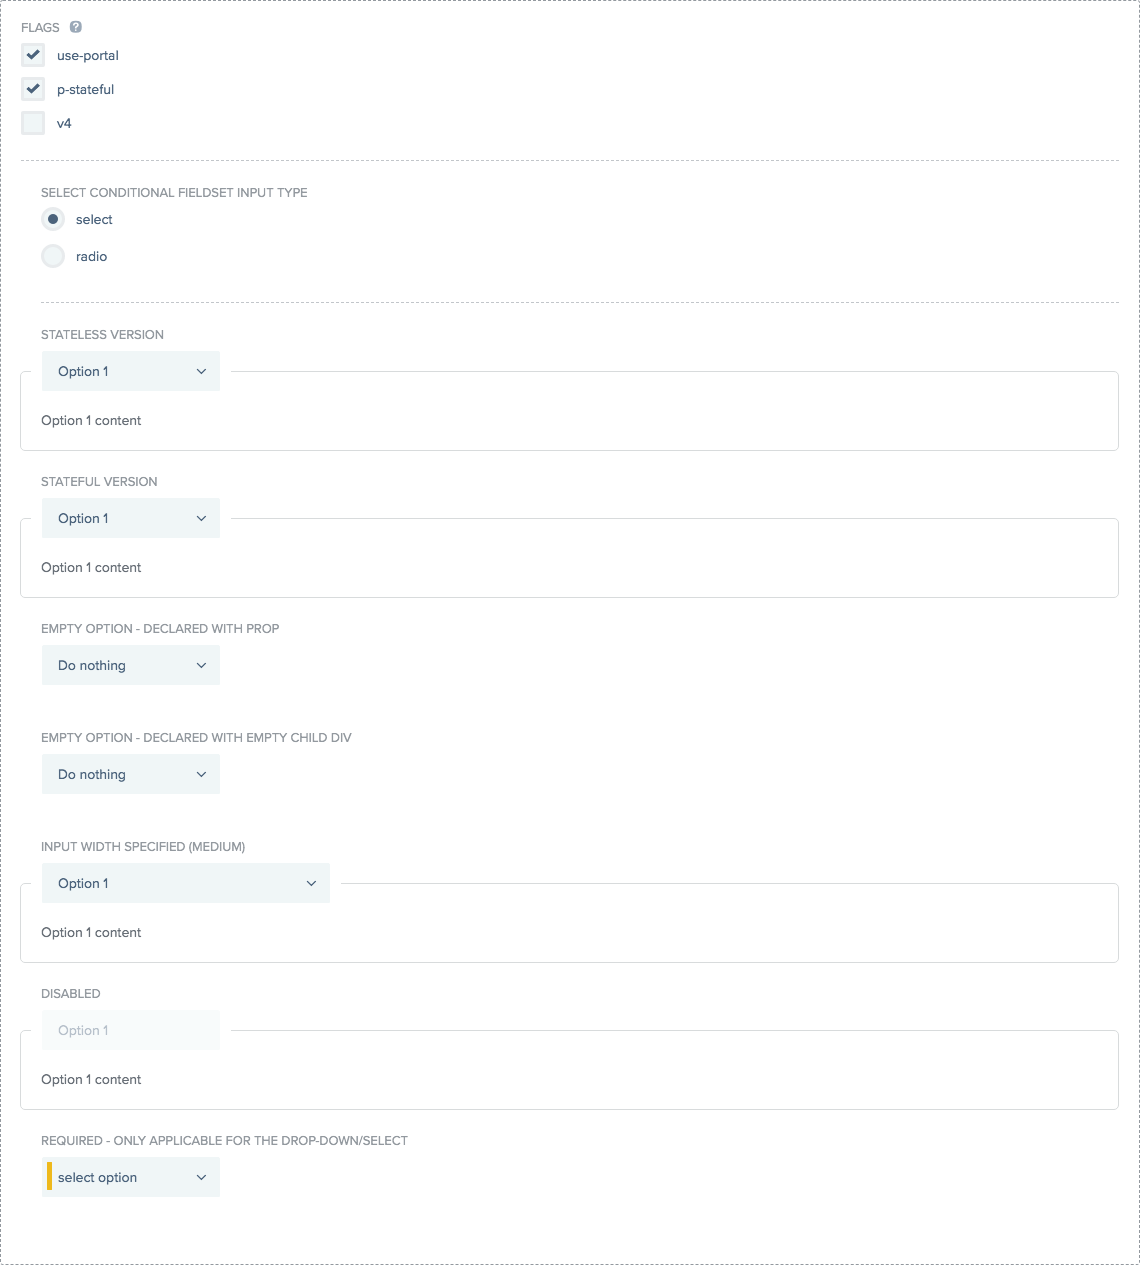 FLAGS ?
use-portal
p-stateful
v4
SELECT CONDITIONAL FIELDSET INPUT TYPE
select
radio
STATELESS VERSION
Option 1
Option 1 content
STATEFUL VERSION
Option 1
Option 1 content
EMPTY OPTION - DECLARED WITH PROP
Do nothing
EMPTY OPTION - DECLARED WITH EMPTY CHILD DIV
Do nothing
INPUT WIDTH SPECIFIED (MEDIUM)
Option 1
Option 1 content
DISABLED
Option 1
Option 1 content
REQUIRED - ONLY APPLICABLE FOR THE DROP-DOWN/SELECT
select option